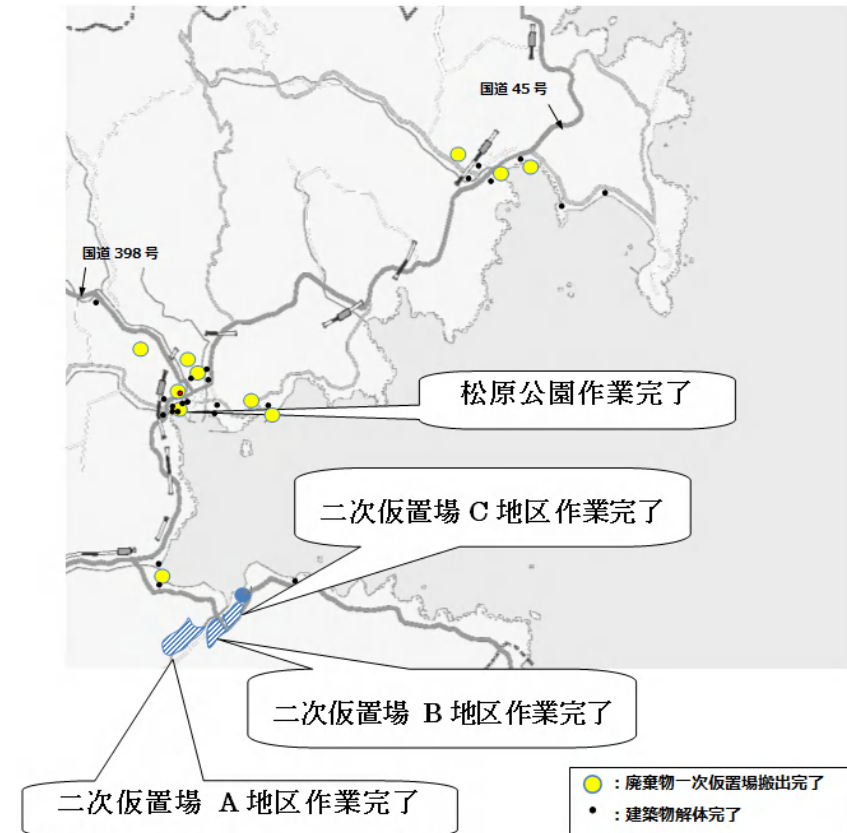 国道 45 号
国道 398 号
松原公園作業完了
二次仮置場 C 地区作業完了
二次仮置場 B 地区作業完了
二次仮置場 A 地区作業完了
：廃棄物一次仮置場搬出完了
：建築物解体完了